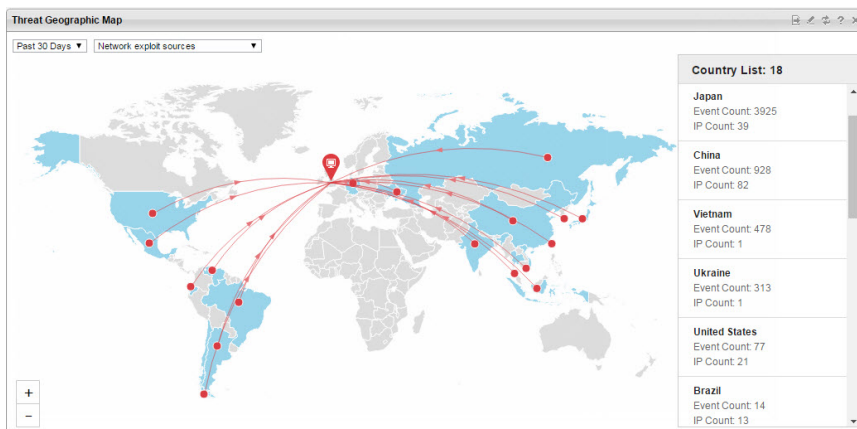 Threat Geographic Map
Past 30 Days
Network exploit sources
Country List: 18
Japan
Event Count: 3925
IP Count: 39
China
Event Count: 928
IP Count: 82
Vietnam
Event Count: 478
IP Count: 1
Ukraine
Event Count: 313
IP Count: 1
United States
Event Count: 77
IP Count: 21
Brazil
Event Count: 14
IP Count: 13